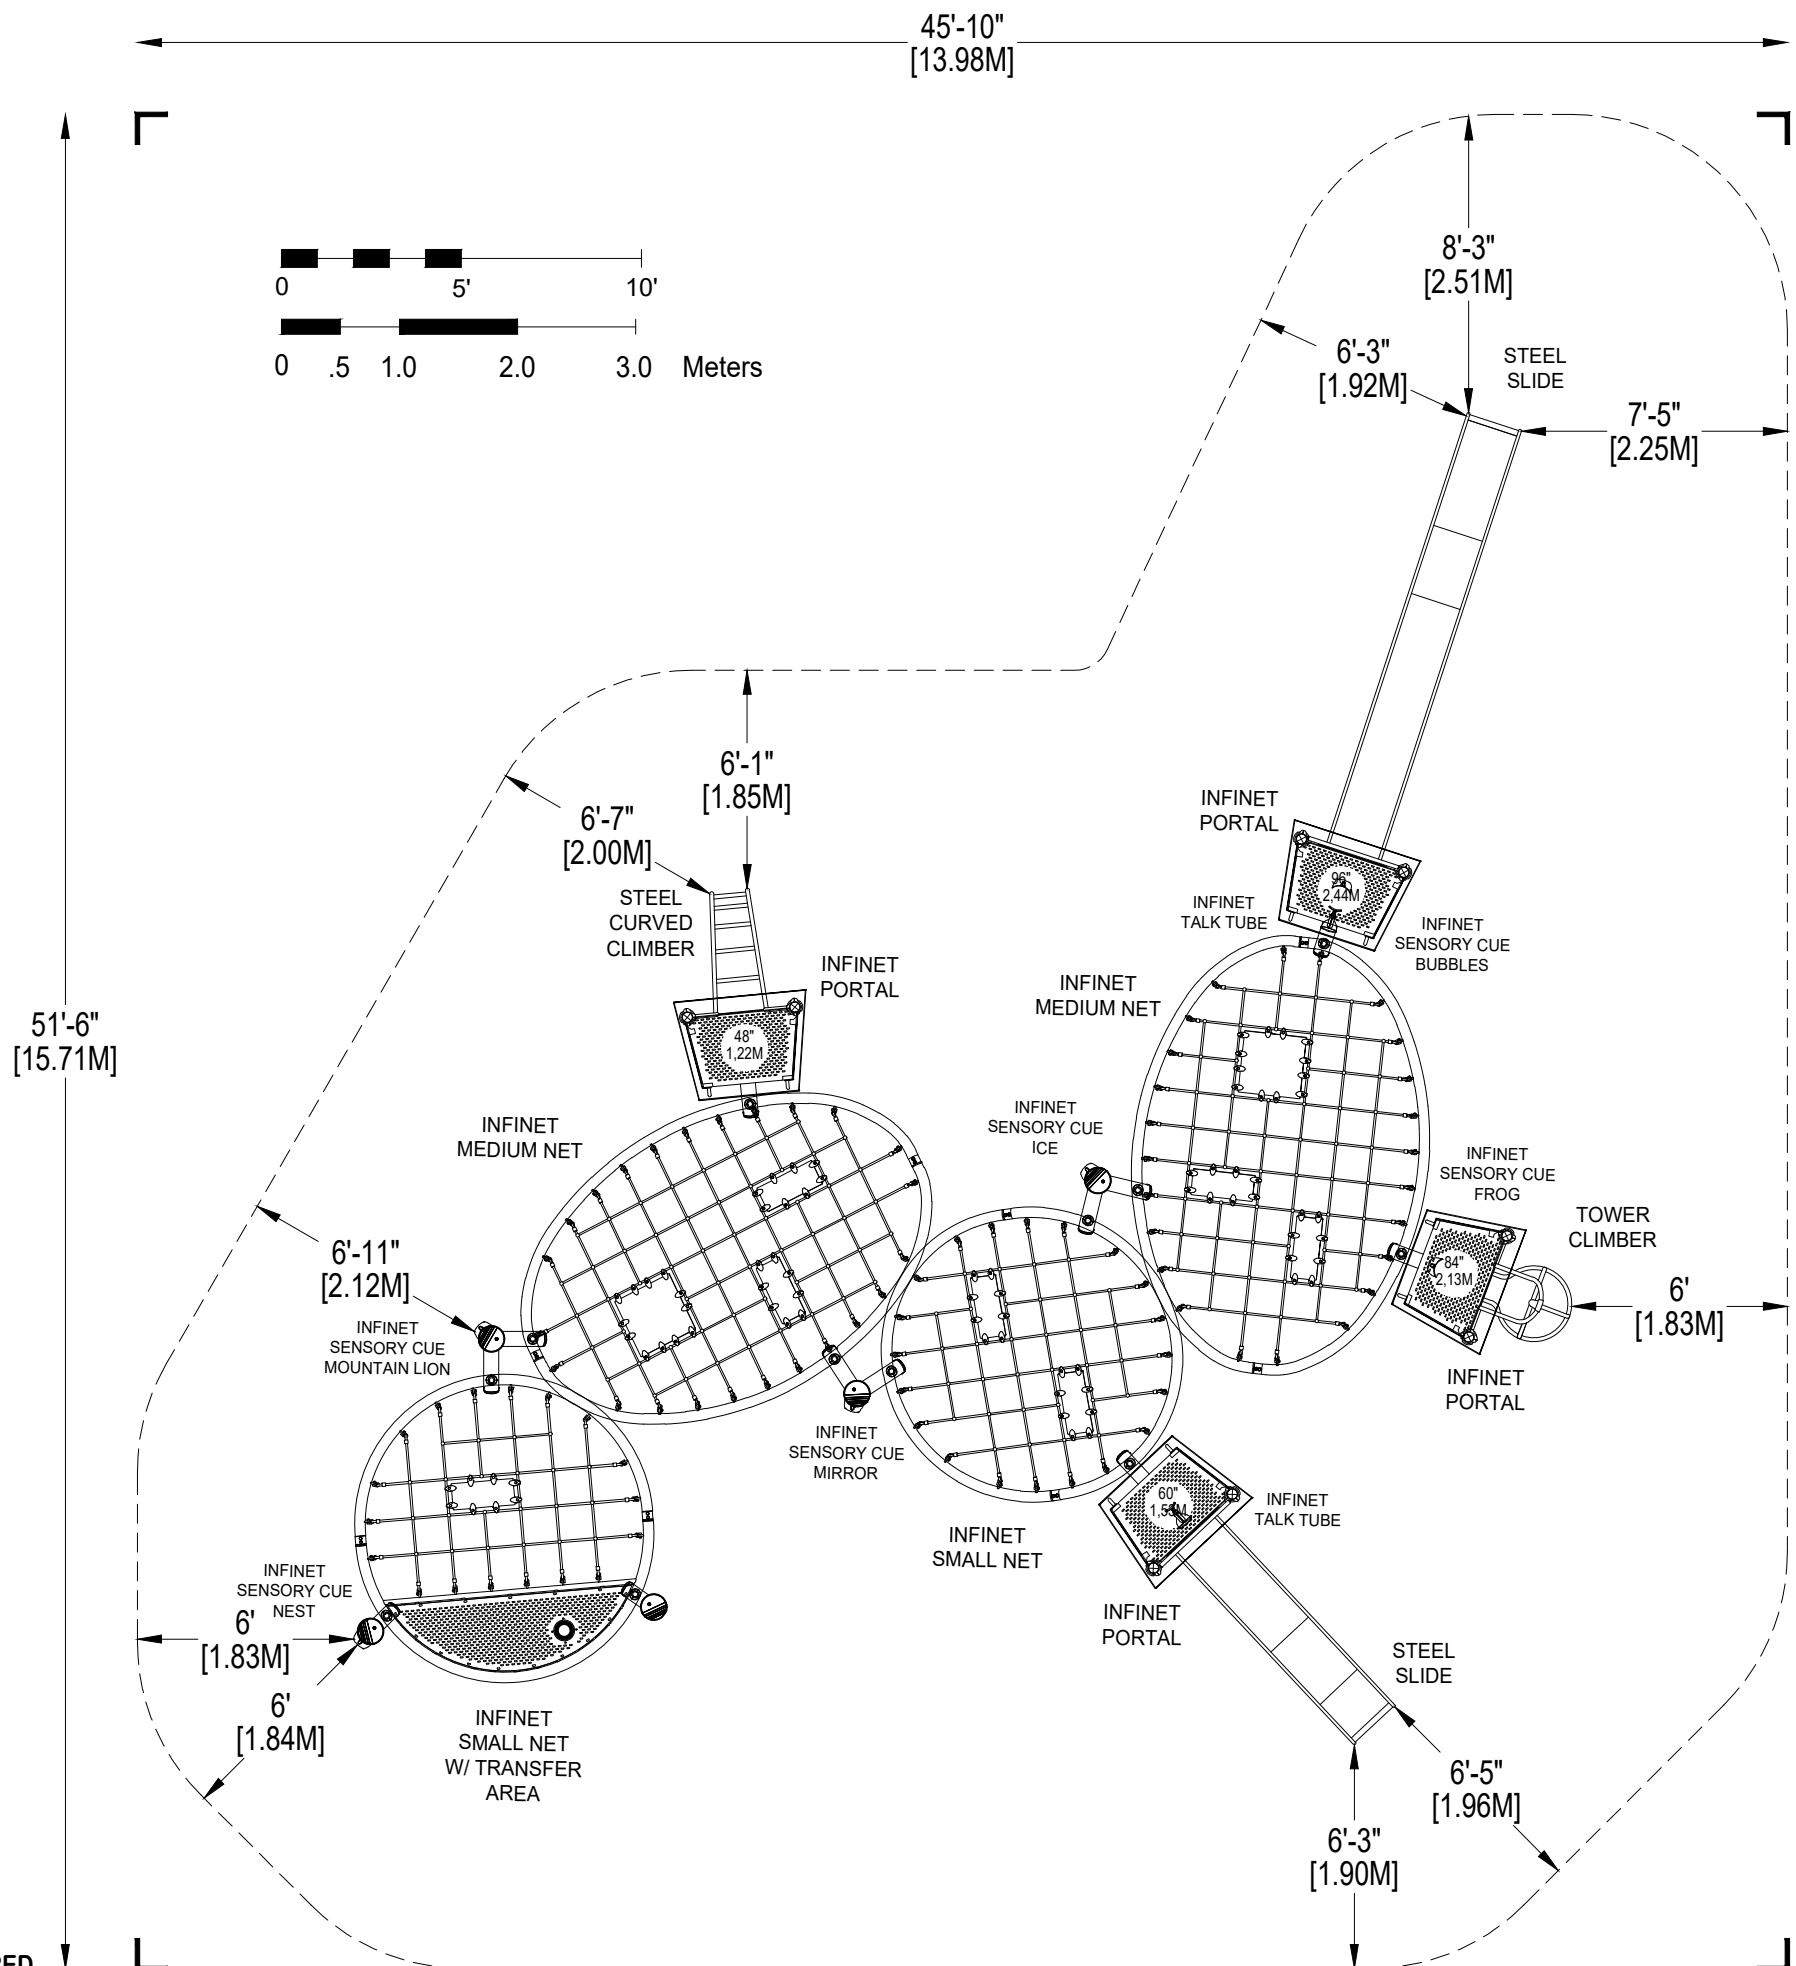 45'-10"
[13.98M]
0 5' 10'
0 .5 1.0 2.0 3.0 Meters
8'-3"
[2.51M]
6'-3"
[1.92M]
STEEL
SLIDE
7'-5"
[2.25M]
6'-1"
[1.85M]
6'-7"
[2.00M]
STEEL
CURVED
CLIMBER
INFINET
PORTAL
INFINET
PORTAL
96"
2,44M
INFINET
TALK TUBE
INFINET
SENSORY CUE
BUBBLES
INFINET
MEDIUM NET
51'-6"
[15.71M]
48"
1,22M
INFINET
MEDIUM NET
INFINET
SENSORY CUE
ICE
INFINET
SENSORY CUE
FROG
TOWER
CLIMBER
84"
2,13M
6'
[1.83M]
6'-11"
[2.12M]
INFINET
SENSORY CUE
MOUNTAIN LION
INFINET
PORTAL
INFINET
SENSORY CUE
MIRROR
60"
INFINET
TALK TUBE
INFINET
SMALL NET
INFINET
SENSORY CUE
NEST
6'
[1.83M]
INFINET
PORTAL
STEEL
SLIDE
6'
[1.84M]
INFINET
SMALL NET
W/ TRANSFER
AREA
6'-5"
[1.96M]
6'-3"
[1.90M]